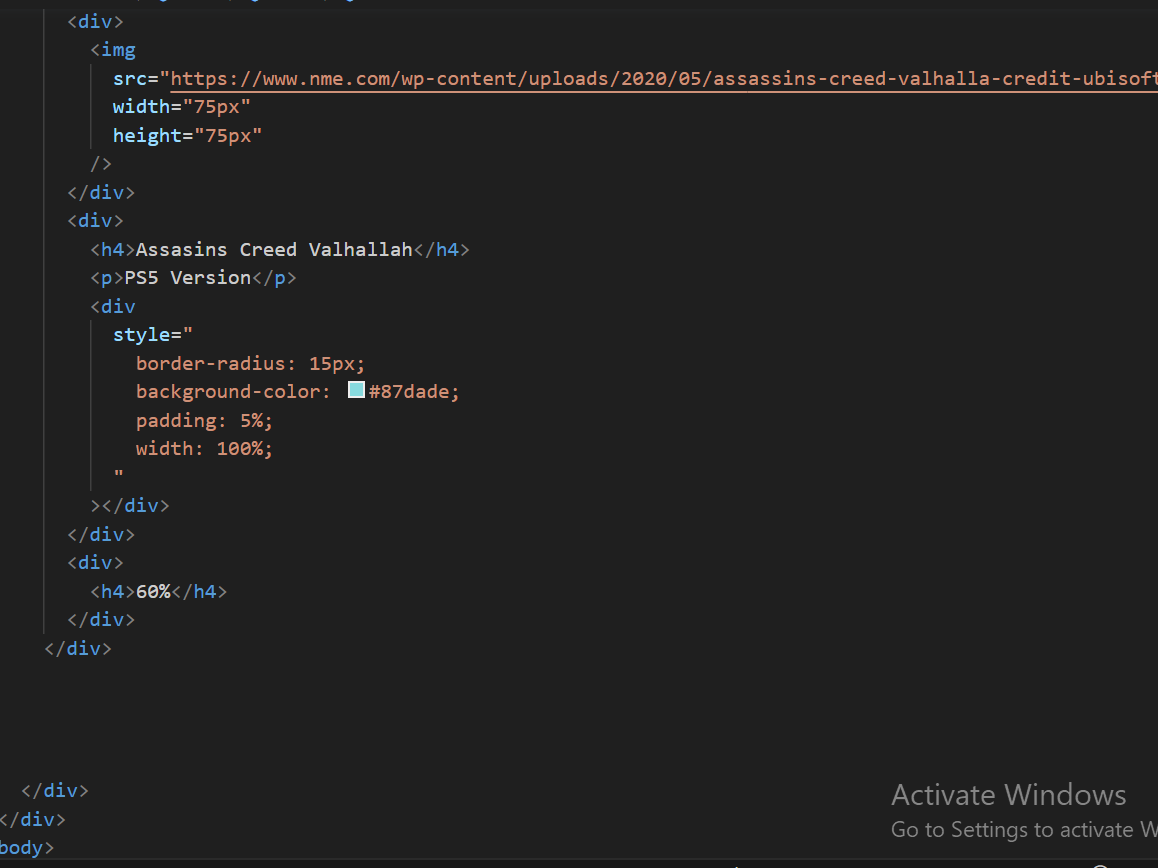 <div>
<img
src="https://www.nme.com/wp-content/uploads/2020/05/assassins-creed-valhalla-credit-ubisoft
width="75px"
height="75px"
/>
</div>
<div>
<h4>Assasins Creed Valhallah</h4>
<p>PS5 Version</p>
<div
style="
border-radius: 15px;
background-color: #87dade;
padding: 5%;
width: 100%;
"
></div>
</div>
<div>
<h4>60%</h4>
</div>
</div>
</div>
</div>
body>
Activate Windows
Go to Settings to activate W